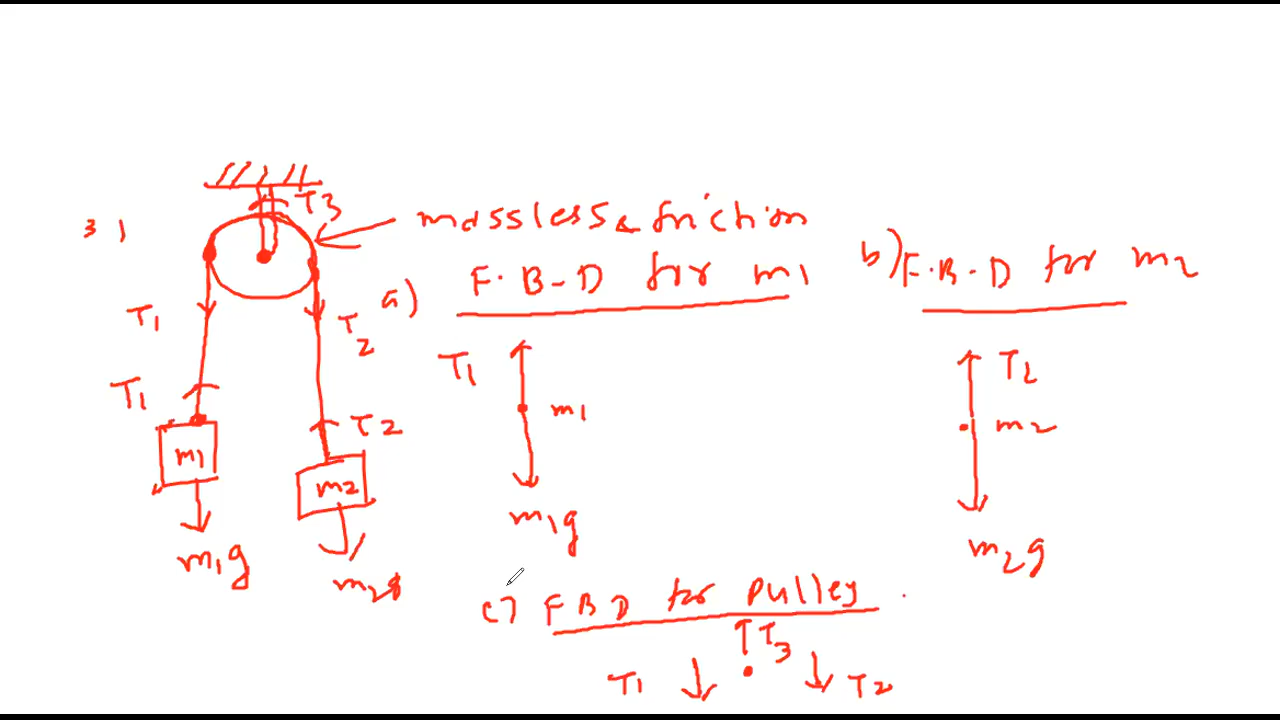 3)
T3
massless & friction
a) F.B-D for m1
b) F.B-D for m2
T1
T2
T1
T2
m1
m2
m1g
m2g
T1
m1
m1g
T2
m2
m2g
c) FBD for pulley
T3
T1
T2